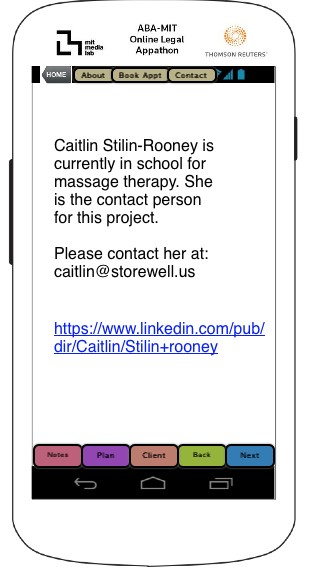 ABA-MIT
Online Legal
Appathon
mit
media
lab
THOMSON REUTERS
HOME
About
Book Appt
Contact
Caitlin Stilin-Rooney is
currently in school for
massage therapy. She
is the contact person
for this project.
Please contact her at:
caitlin@storewell.us
https://www.linkedin.com/pub/
dir/Caitlin/Stilin+rooney
Notes
Plan
Client
Back
Next